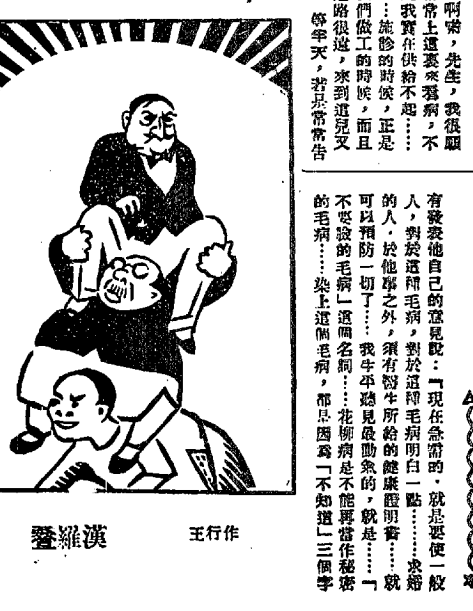 啊唷，先生，我很願
常上這裏來看病，不
我實在供給不起……
…施診的時候，正是
們做工的時候，而且
路很遠，來到這兒又
等半天，若是常常告
有發表他自己的意見說：「現在急需的，就是要使一般
人，對於這種毛病，對於這種毛病明白一點………求婚
的人，於他事之外，須有醫生所給的健康證明書……就
可以預防一切了……我生平聽見最動氣的，就是……「
不要臉的毛病」這個名詞……花柳病是不能再當作秘密
的毛病……染上這個毛病，都是因爲「不知道」三個字
疊羅漢
王行作